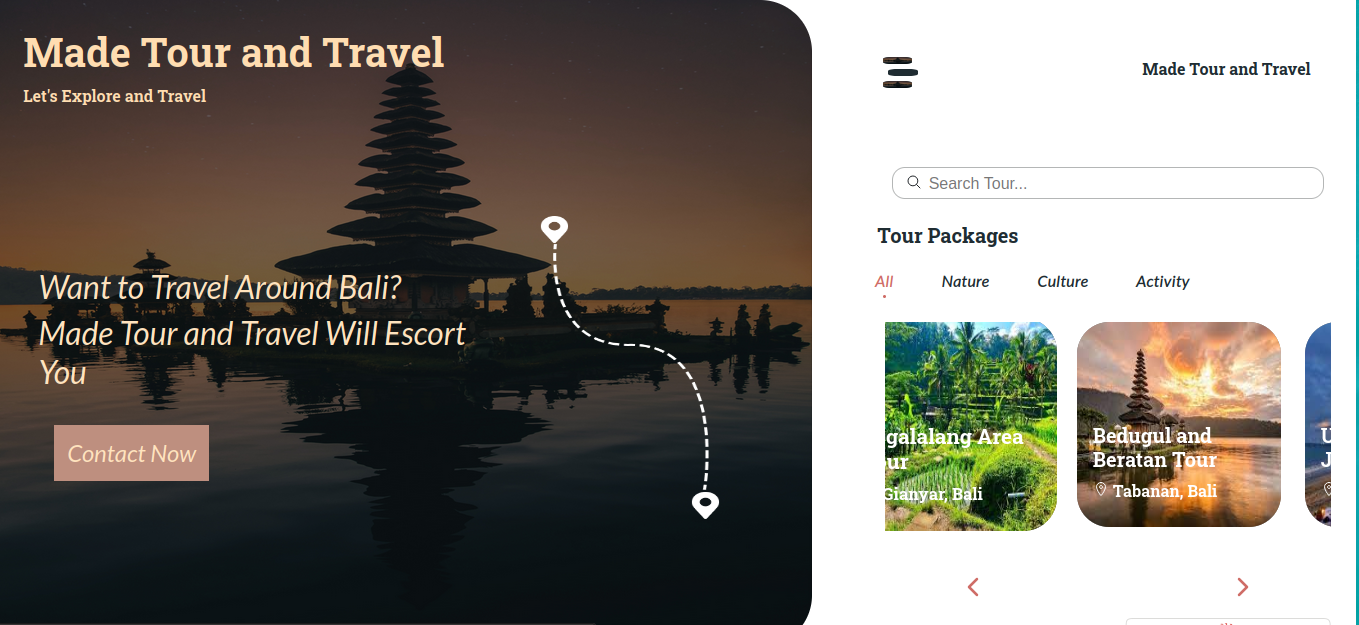 Made Tour and Travel
Let's Explore and Travel
Want to Travel Around Bali?
Made Tour and Travel Will Escort
You
Contact Now
Made Tour and Travel
Search Tour...
Tour Packages
All Nature Culture Activity
galalang Area
ur
Gianyar, Bali
Bedugul and
Beratan Tour
Tabanan, Bali
U
J